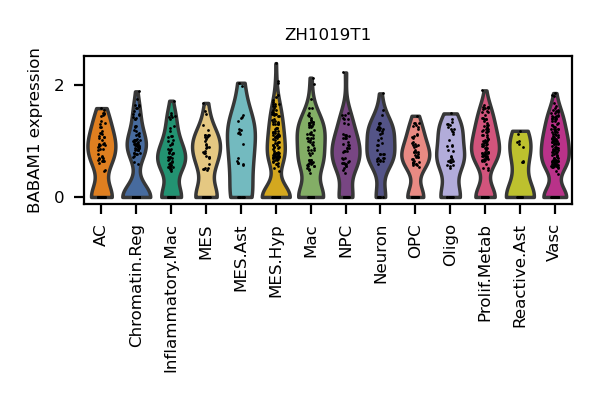 ZH1019T1
BABAM1 expression
2
0
AC
Chromatin.Reg
Inflammatory.Mac
MES
MES.Ast
MES.Hyp
Mac
NPC
Neuron
OPC
Oligo
Prolif.Metab
Reactive.Ast
Vasc